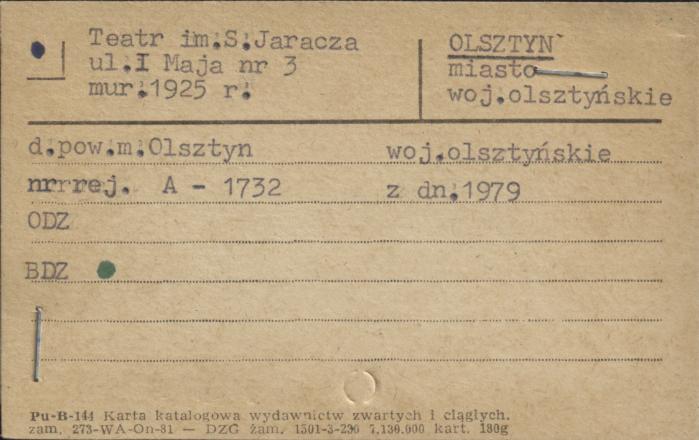 Teatr im.S.Jaracza
ul.I Maja nr 3
mur.1925 r.
OLSZTYN
miasto
woj.olsztyńskie
d.pow.m.Olsztyn woj.olsztyńskie
nr rej. A - 1732 z dn.1979
ODZ
BDZ
Pu-B-144 Karta katalogowa wydawnictw zwartych i ciągłych.
zam. 273-WA-On-81 — DZG zam. 1501-3-230 7,130.000 kart. 180g